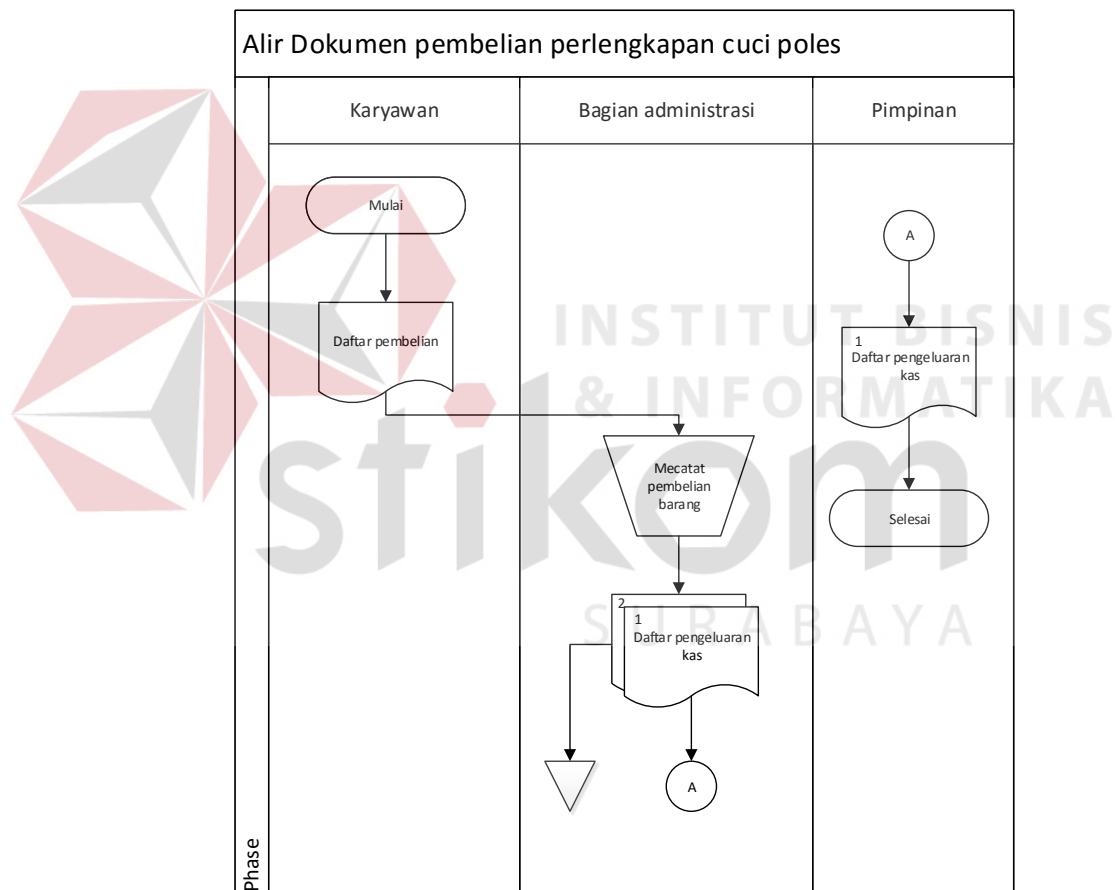 Alir Dokumen pembelian perlengkapan cuci poles
Phase
Karyawan
Bagian administrasi
Pimpinan
Mulai
Daftar pembelian
Mecatat
pembelian
barang
2
1
Daftar pengeluaran
kas
A
A
1
Daftar pengeluaran
kas
Selesai
INSTITUT BISNIS
& INFORMATIKA
stikom
SURABAYA